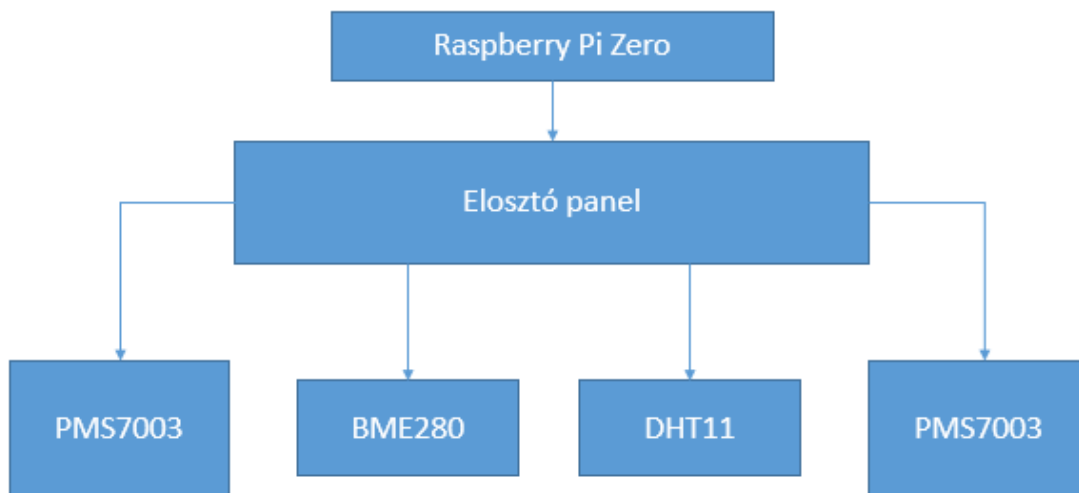 Raspberry Pi Zero
Elosztó panel
PMS7003
BME280
DHT11
PMS7003